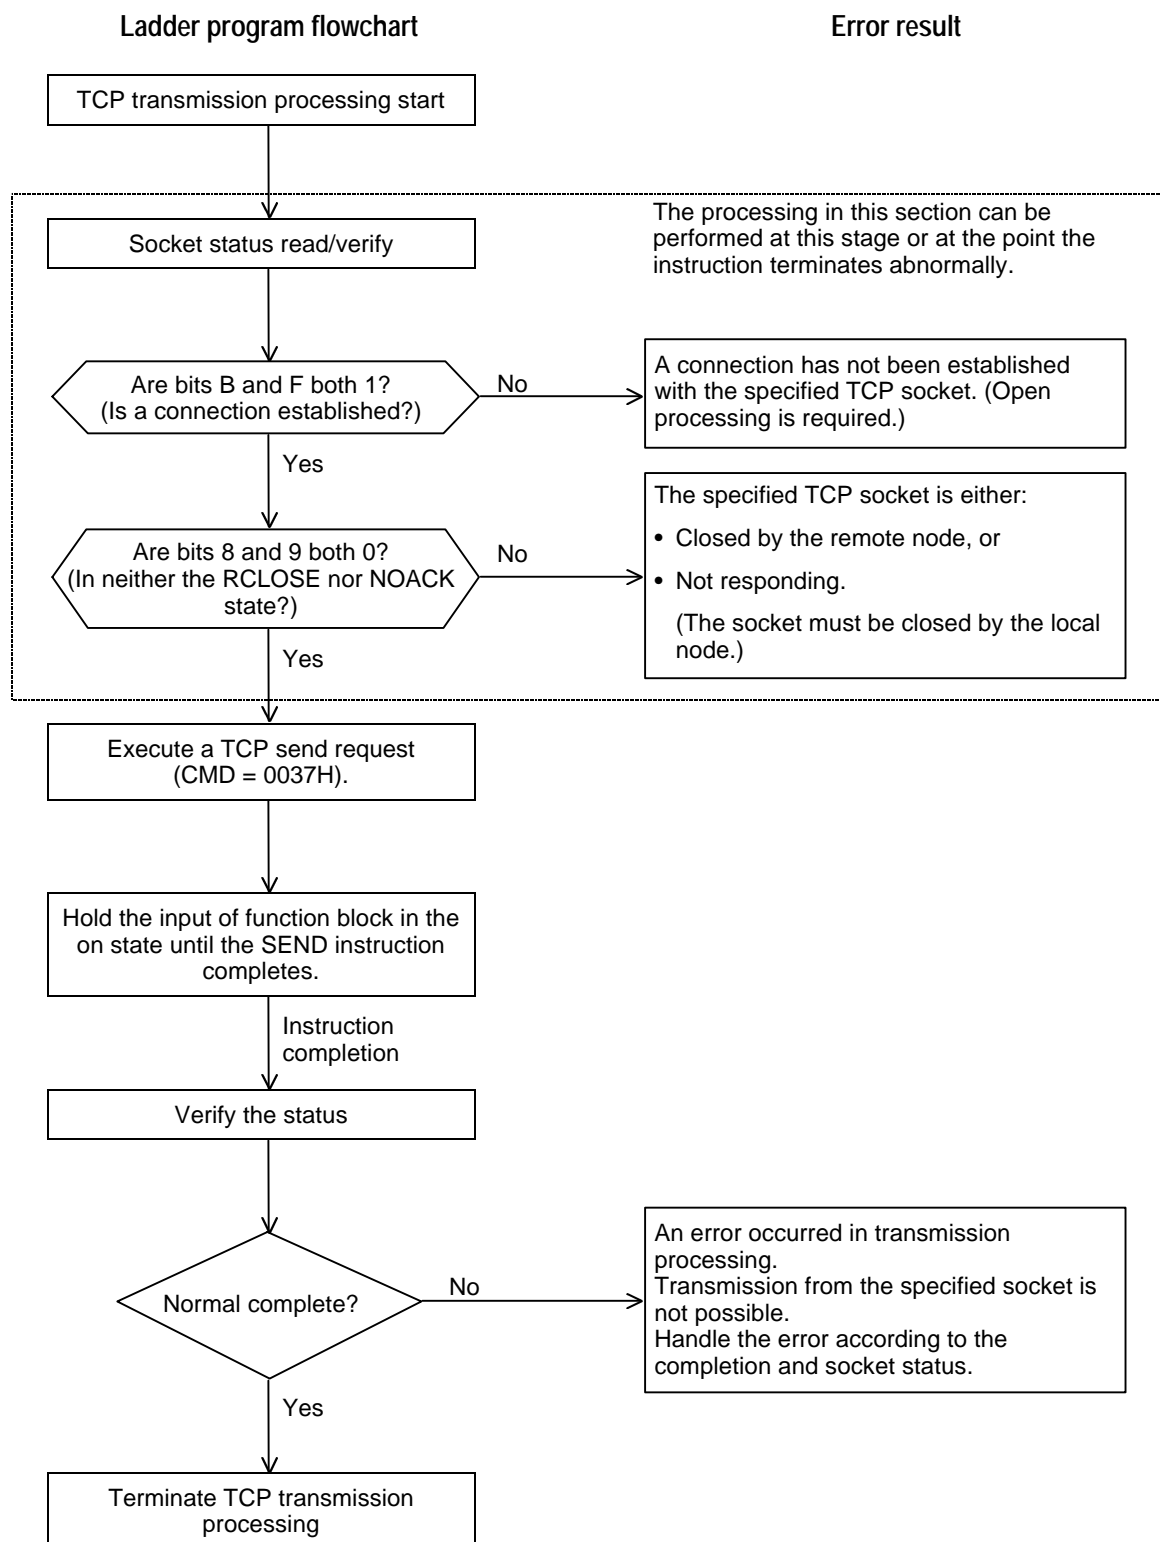 Ladder program flowchart
Error result
TCP transmission processing start
Socket status read/verify
The processing in this section can be
performed at this stage or at the point the
instruction terminates abnormally.
Are bits B and F both 1?
(Is a connection established?)
No
A connection has not been established
with the specified TCP socket. (Open
processing is required.)
Yes
Are bits 8 and 9 both 0?
(In neither the RCLOSE nor NOACK
state?)
No
The specified TCP socket is either:
• Closed by the remote node, or
• Not responding.
(The socket must be closed by the local
node.)
Yes
Execute a TCP send request
(CMD = 0037H).
Hold the input of function block in the
on state until the SEND instruction
completes.
Instruction
completion
Verify the status
Normal complete?
No
An error occurred in transmission
processing.
Transmission from the specified socket is
not possible.
Handle the error according to the
completion and socket status.
Yes
Terminate TCP transmission
processing